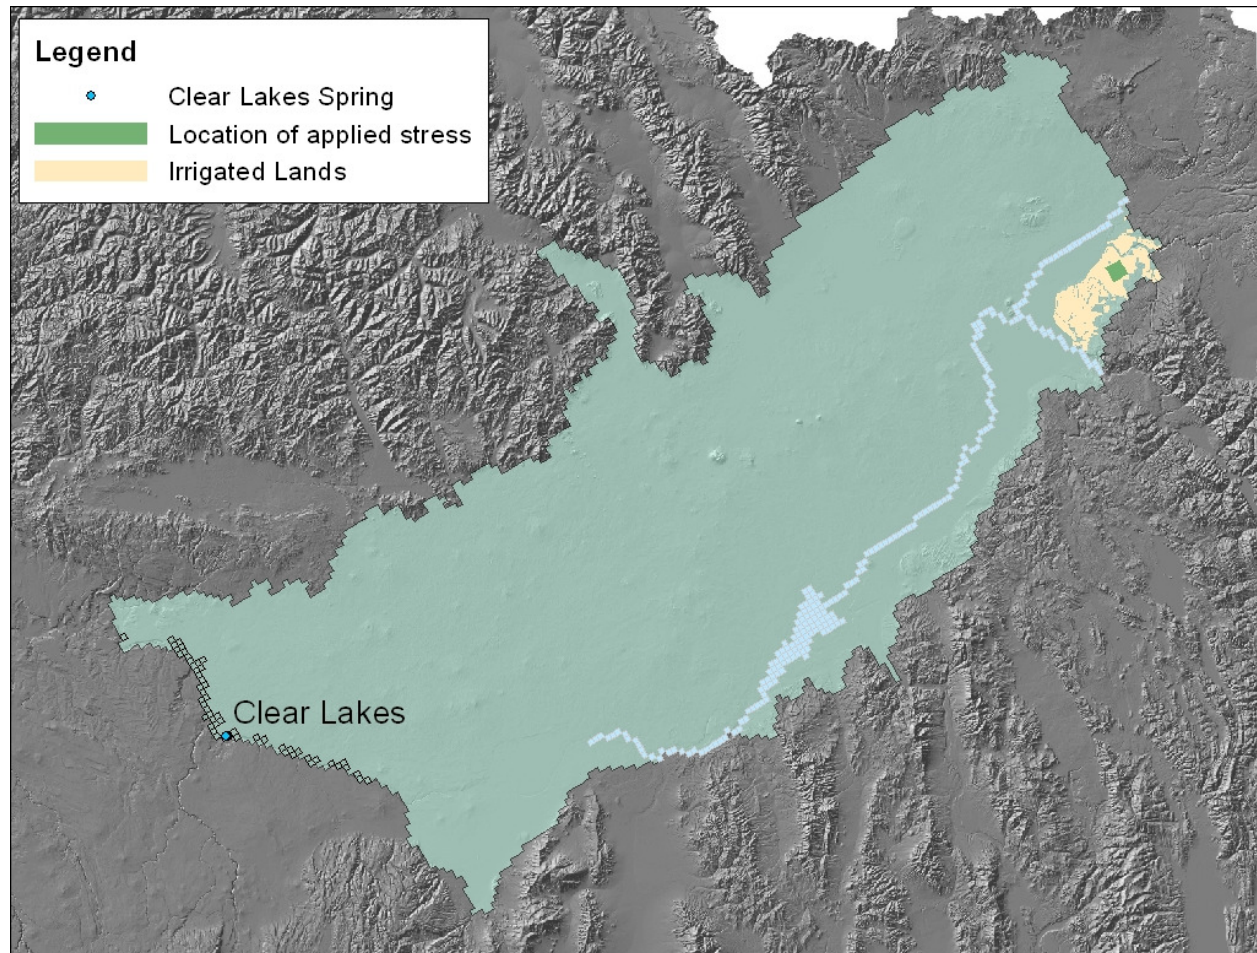 Legend
Clear Lakes Spring
Location of applied stress
Irrigated Lands
Clear Lakes